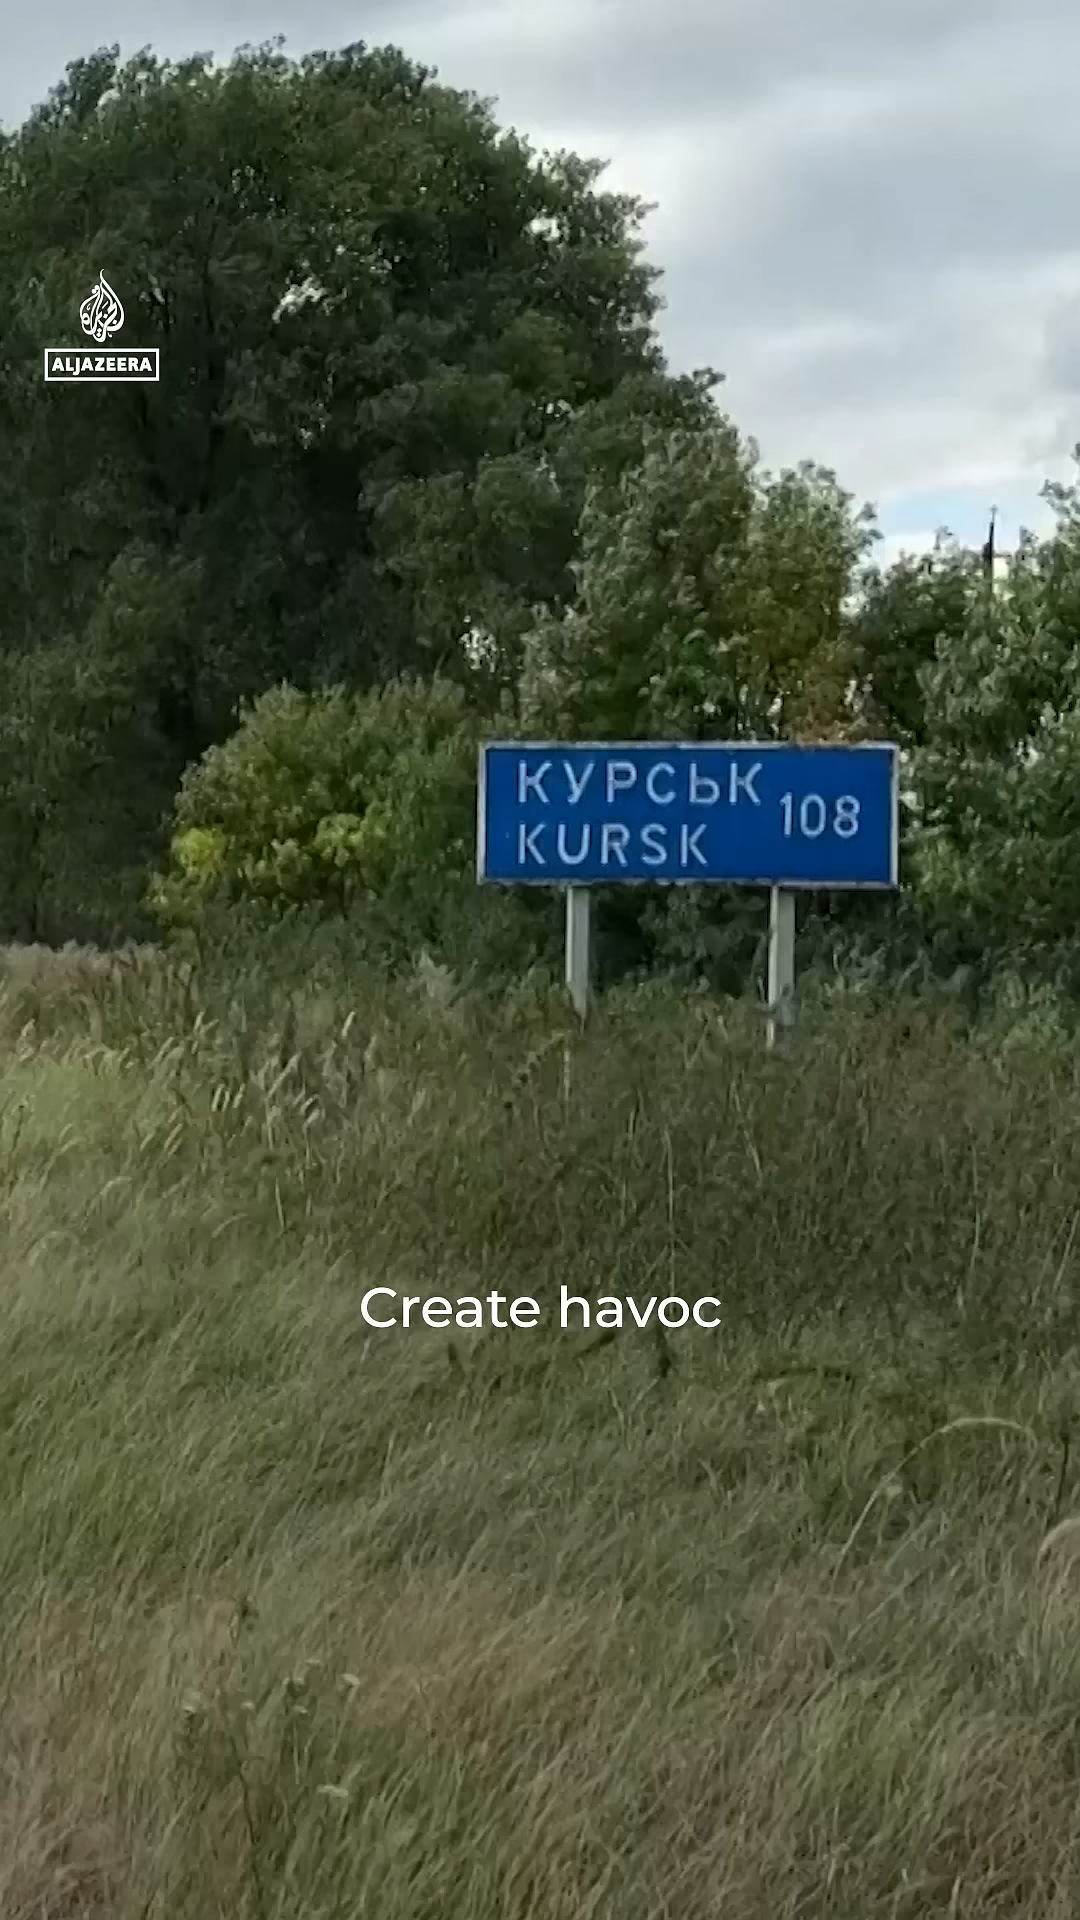 ALJAZEERA
КУРСЬК 108
KURSK
Create havoc